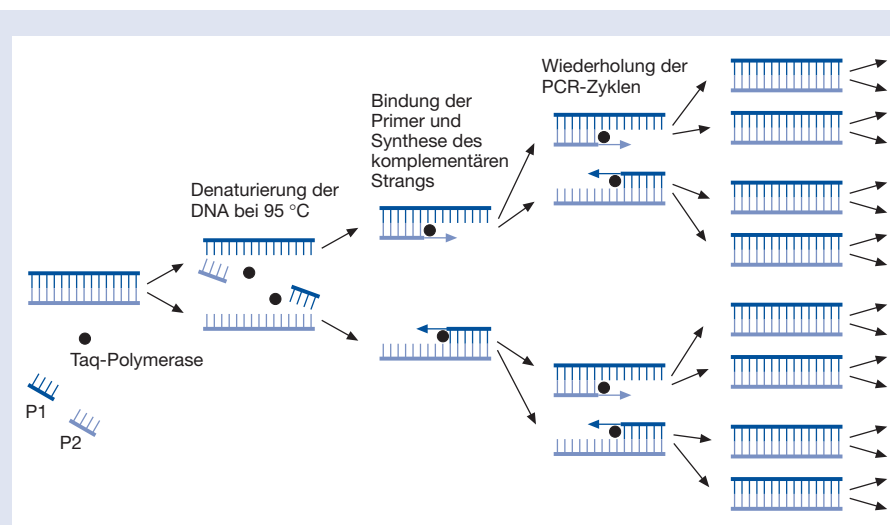 Wiederholung der
PCR-Zyklen
Bindung der
Primer und
Synthese des
komplementären
Strangs
Denaturierung der
DNA bei 95 °C
Taq-Polymerase
P1
P2